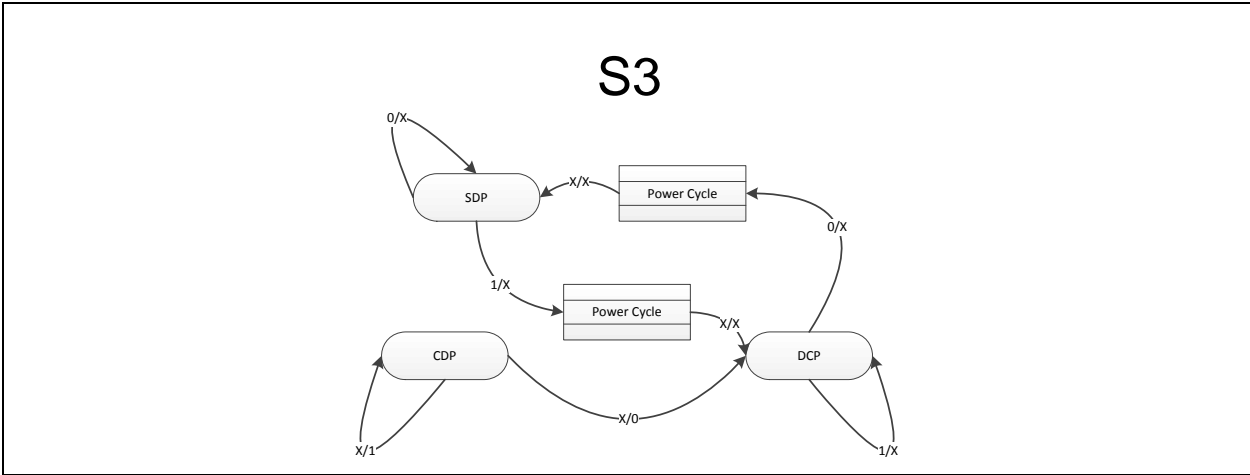 S3
0/X
X/X
Power Cycle
SDP
0/X
1/X
Power Cycle
X/X
CDP
DCP
X/0
X/1
1/X